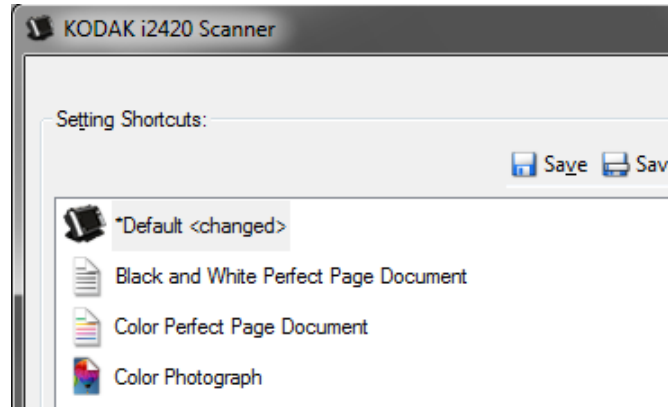 KODAK i2420 Scanner
Setting Shortcuts:
Save Sav
*Default <changed>
Black and White Perfect Page Document
Color Perfect Page Document
Color Photograph